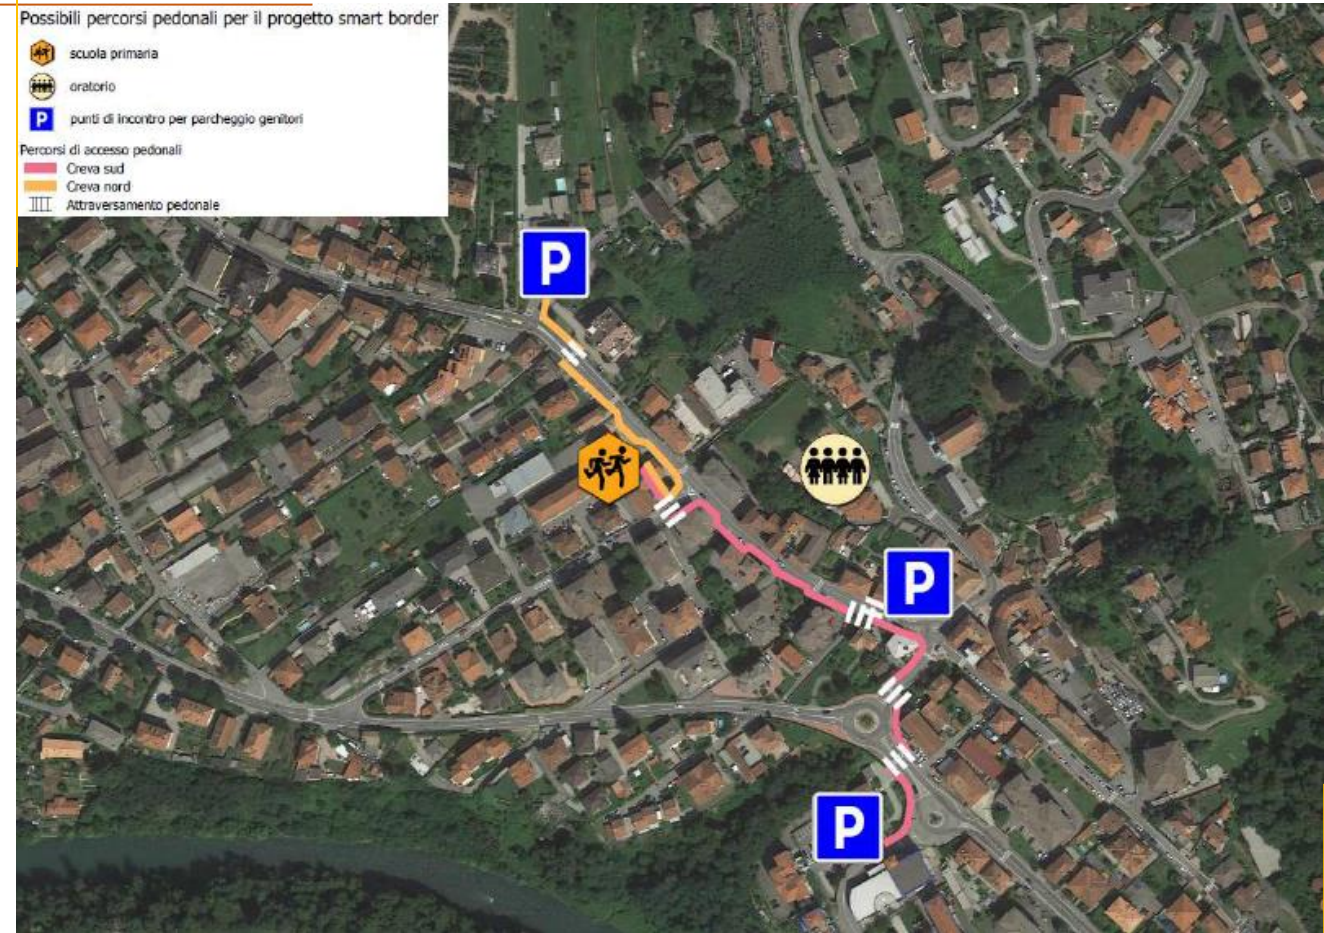 Possibili percorsi pedonali per il progetto smart border
scuola primaria
oratorio
P punti di incontro per parcheggio genitori
Percorsi di accesso pedonali
Creva sud
Creva nord
Attraversamento pedonale
P
P
P